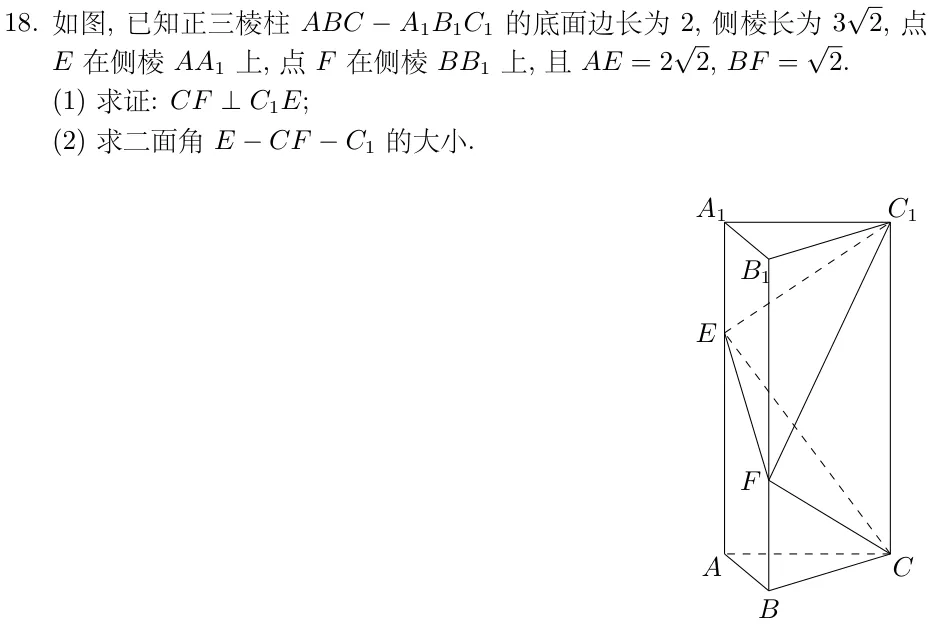 18. 如图, 已知正三棱柱 ABC − A₁B₁C₁ 的底面边长为 2, 侧棱长为 3√2, 点
E 在侧棱 AA₁ 上, 点 F 在侧棱 BB₁ 上, 且 AE = 2√2, BF = √2.
(1) 求证: CF ⊥ C₁E;
(2) 求二面角 E − CF − C₁ 的大小.
A₁
C₁
B₁
E
F
A
C
B